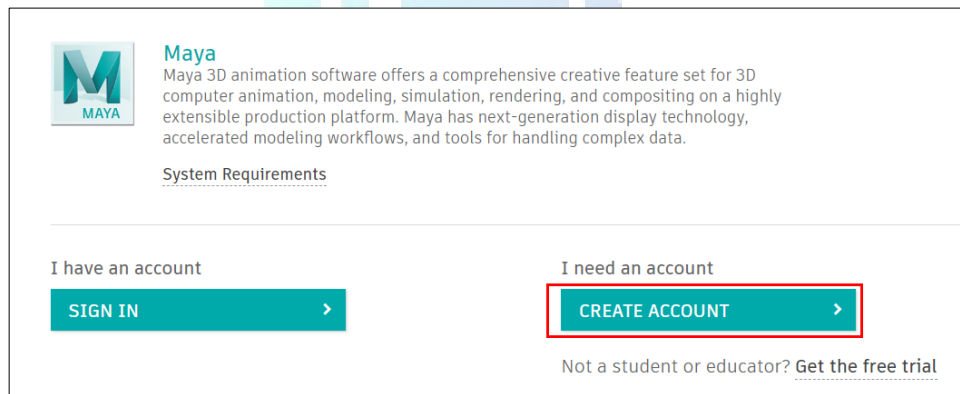 Maya
Maya 3D animation software offers a comprehensive creative feature set for 3D
computer animation, modeling, simulation, rendering, and compositing on a highly
extensible production platform. Maya has next-generation display technology,
accelerated modeling workflows, and tools for handling complex data.
M
MAYA
System Requirements
I have an account
SIGN IN
I need an account
CREATE ACCOUNT
Not a student or educator? Get the free trial